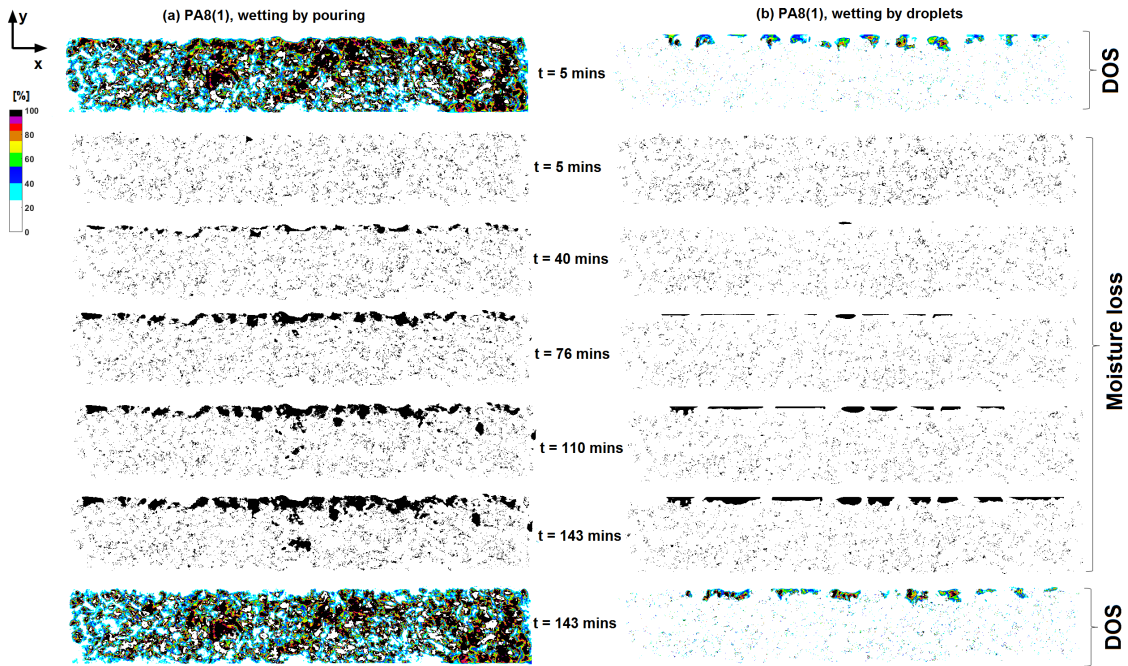 (a) PA8(1), wetting by pouring
(b) PA8(1), wetting by droplets
y
x
[%]
100
80
60
40
20
0
t = 5 mins
DOS
t = 5 mins
t = 40 mins
t = 76 mins
t = 110 mins
t = 143 mins
Moisture loss
t = 143 mins
DOS